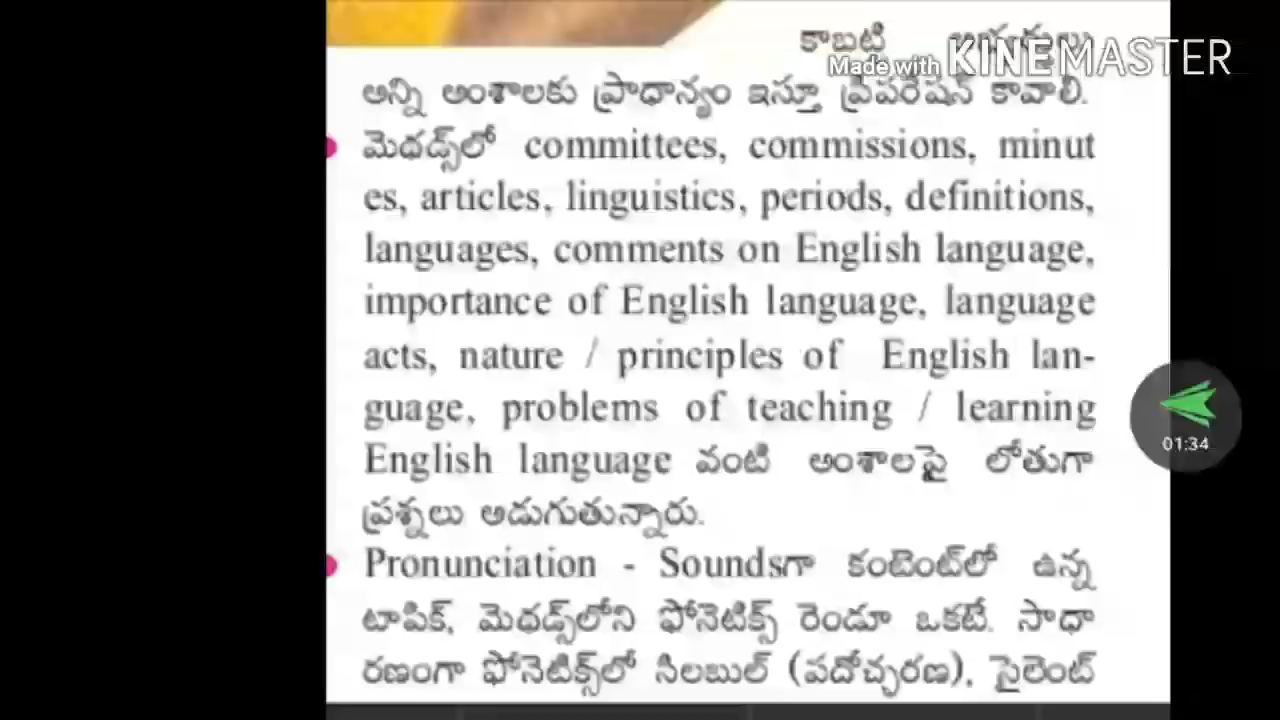 కాబట్టి
Made with KINEMASTER
అన్ని అంశాలకు ప్రాధాన్యం ఇస్తూ ప్రిపరేషన్ కావాలి.
మెథడ్స్‌లో committees, commissions, minut
es, articles, linguistics, periods, definitions,
languages, comments on English language,
importance of English language, language
acts, nature / principles of English lan-
guage, problems of teaching / learning
English language వంటి అంశాలపై లోతుగా
ప్రశ్నలు అడుగుతున్నారు.
01:34
Pronunciation - Soundsగా కంటెంట్‌లో ఉన్న
టాపిక్, మెథడ్స్‌లోని ఫోనెటిక్స్ రెండూ ఒకటే. సాధా
రణంగా ఫోనెటిక్స్‌లో సిలబుల్ (పదోచ్చరణ), సైలెంట్